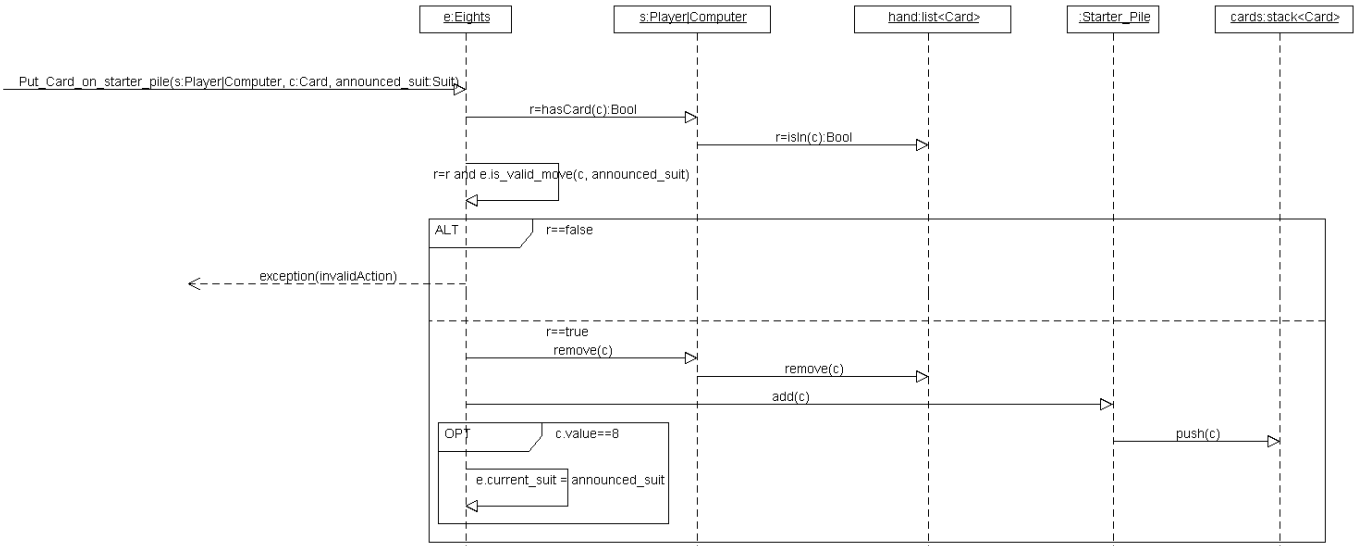 e:Eights
s:Player|Computer
hand:list<Card>
:Starter_Pile
cards:stack<Card>
Put_Card_on_starter_pile(s:Player|Computer, c:Card, announced_suit:Suit)
r=hasCard(c):Bool
r=isIn(c):Bool
r=r and e.is_valid_move(c, announced_suit)
ALT
r==false
exception(invalidAction)
r==true
remove(c)
remove(c)
add(c)
OPT
c.value==8
push(c)
e.current_suit = announced_suit